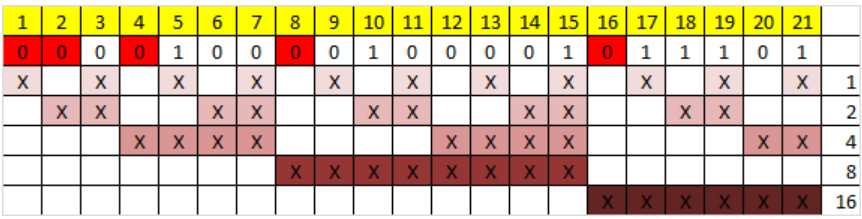 1 2 3 4 5 6 7 8 9 10 11 12 13 14 15 16 17 18 19 20 21
0 0 0 0 1 0 0 0 0 1 0 0 0 0 1 0 1 1 1 0 1
X X X X X X X X X X X 1
X X X X X X X X X X 2
X X X X X X X X X X 4
X X X X X X X X 8
X X X X X X 16